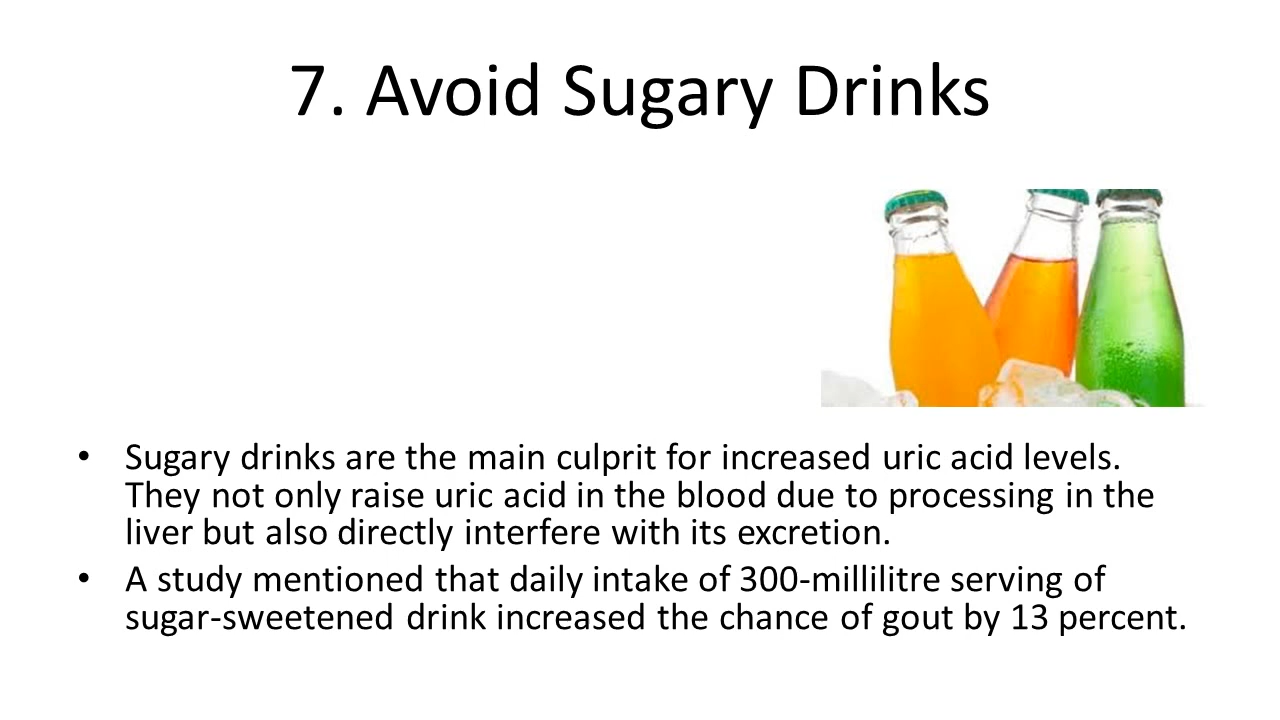 7. Avoid Sugary Drinks
• Sugary drinks are the main culprit for increased uric acid levels.
They not only raise uric acid in the blood due to processing in the
liver but also directly interfere with its excretion.
• A study mentioned that daily intake of 300-millilitre serving of
sugar-sweetened drink increased the chance of gout by 13 percent.